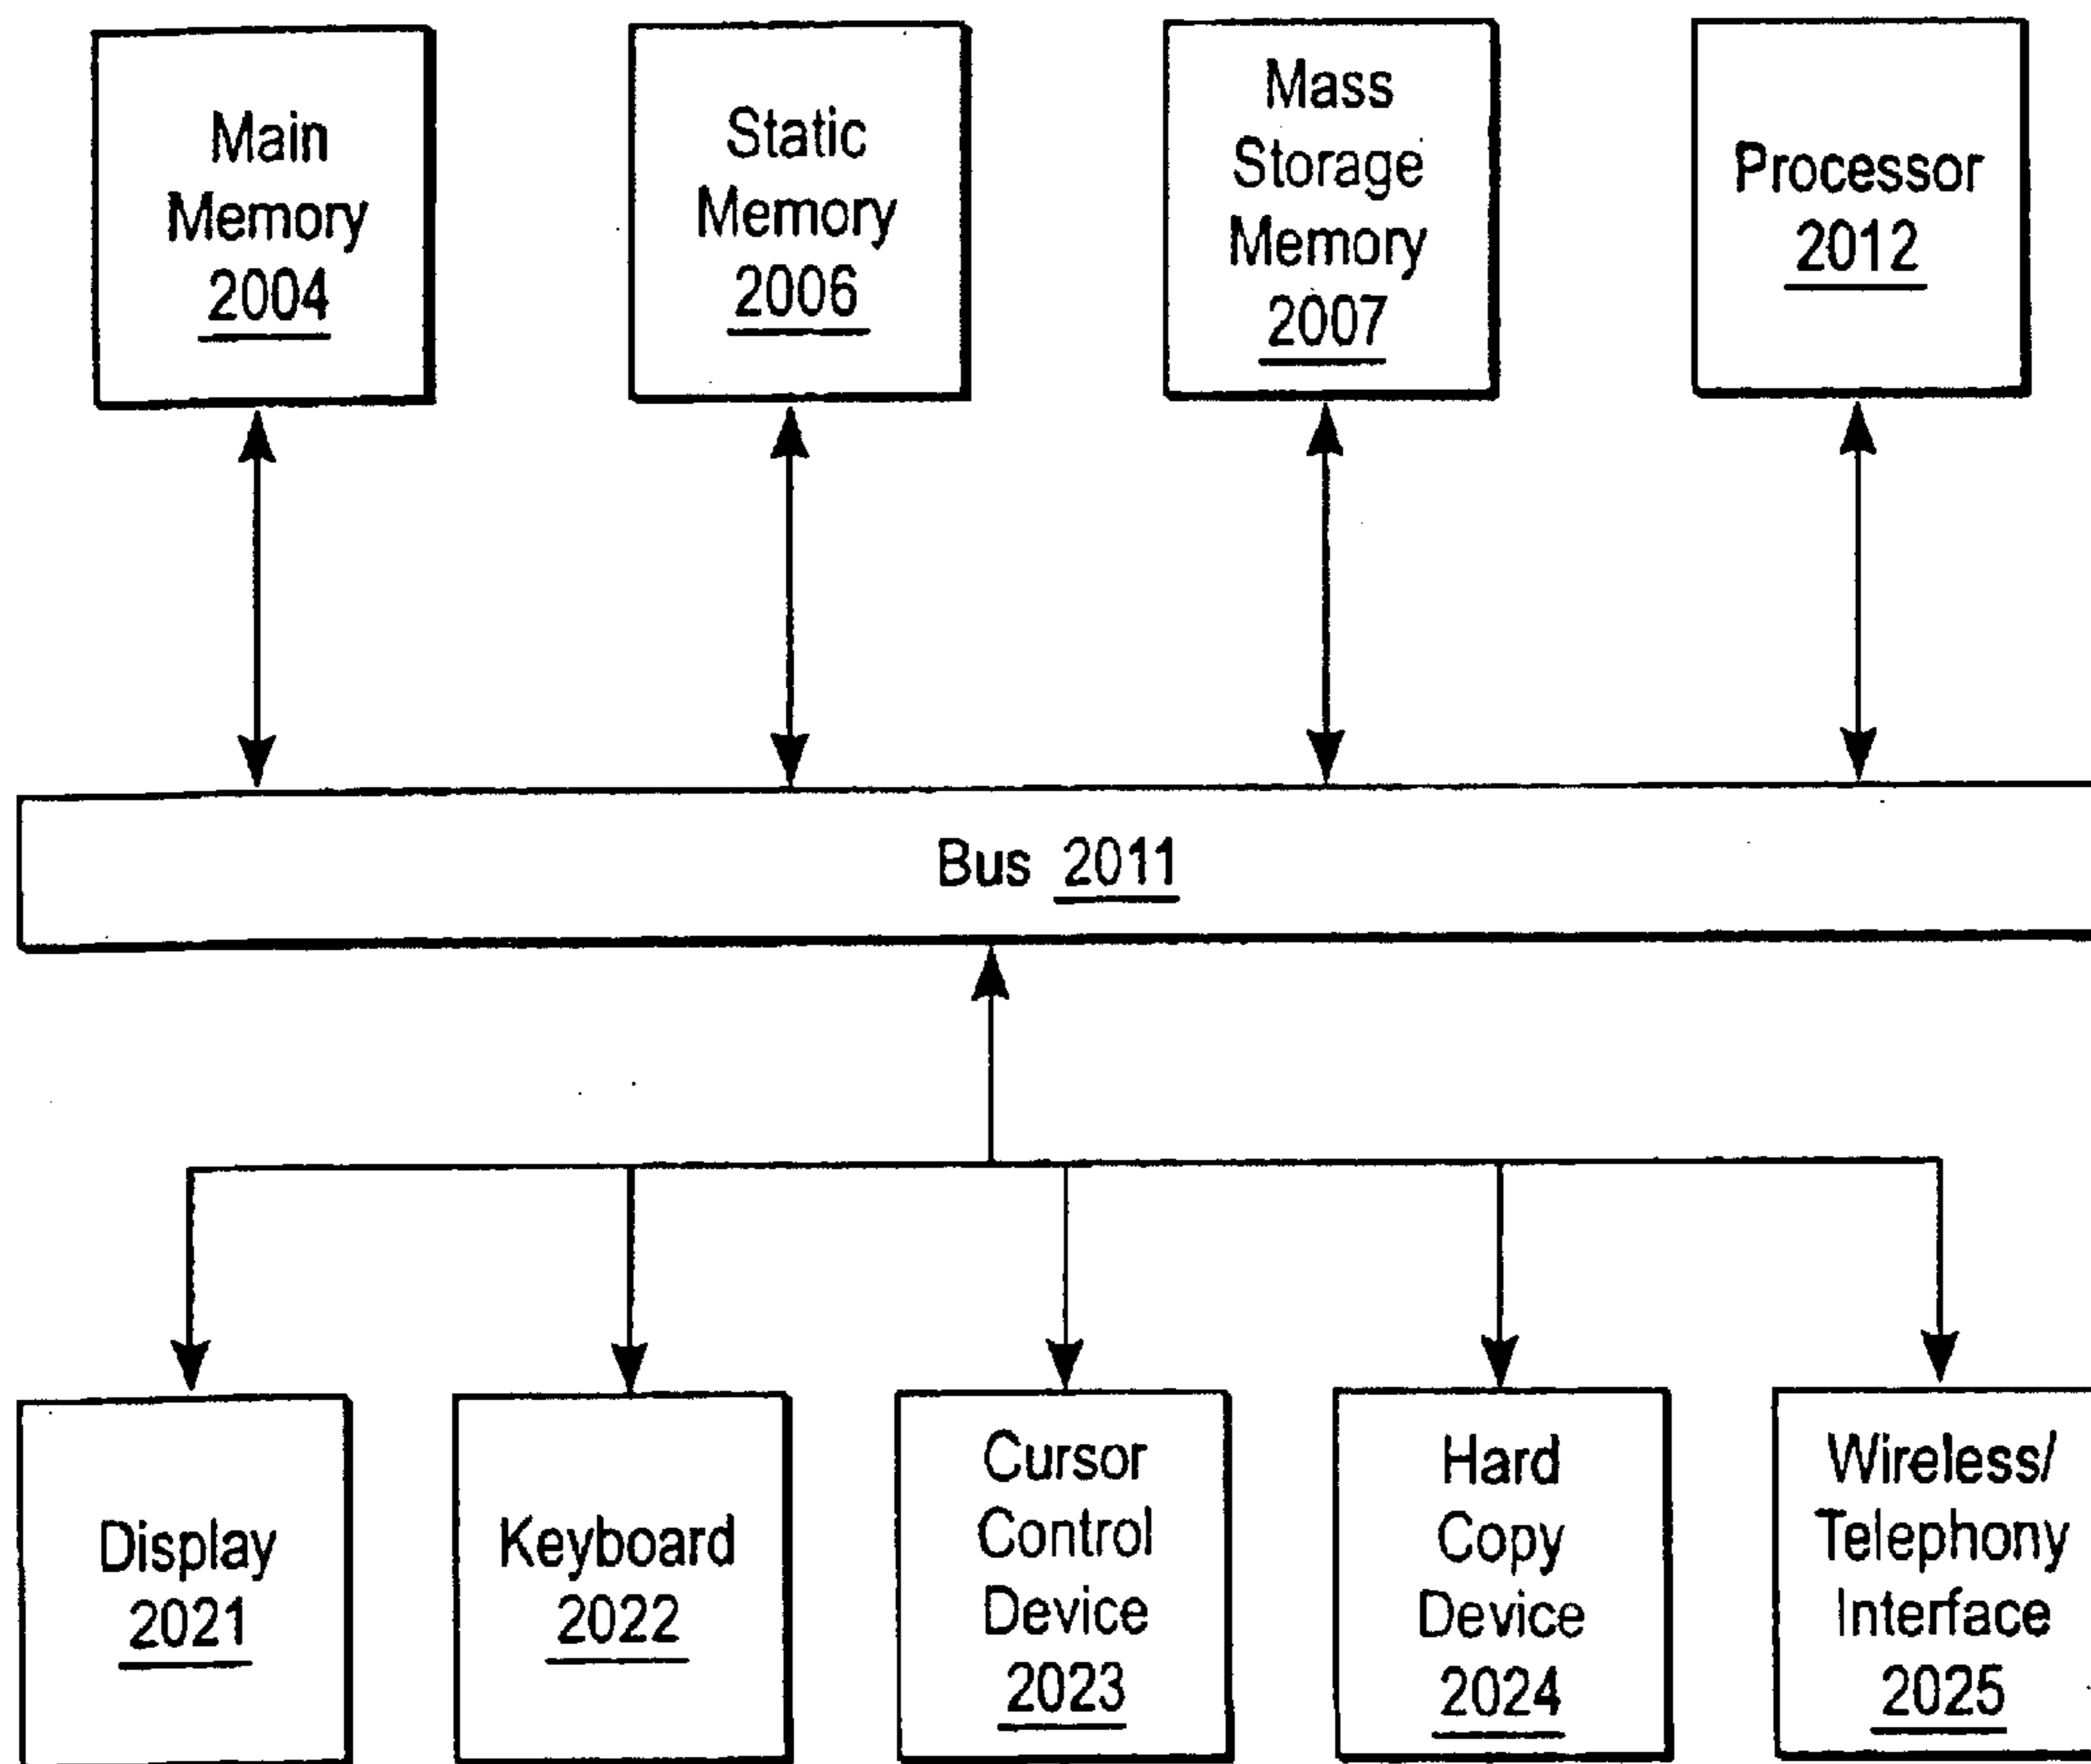 Main
Memory
2004
Static
Memory
2006
Mass
Storage
Memory
2007
Processor
2012
Bus 2011
Display
2021
Keyboard
2022
Cursor
Control
Device
2023
Hard
Copy
Device
2024
Wireless/
Telephony
Interface
2025